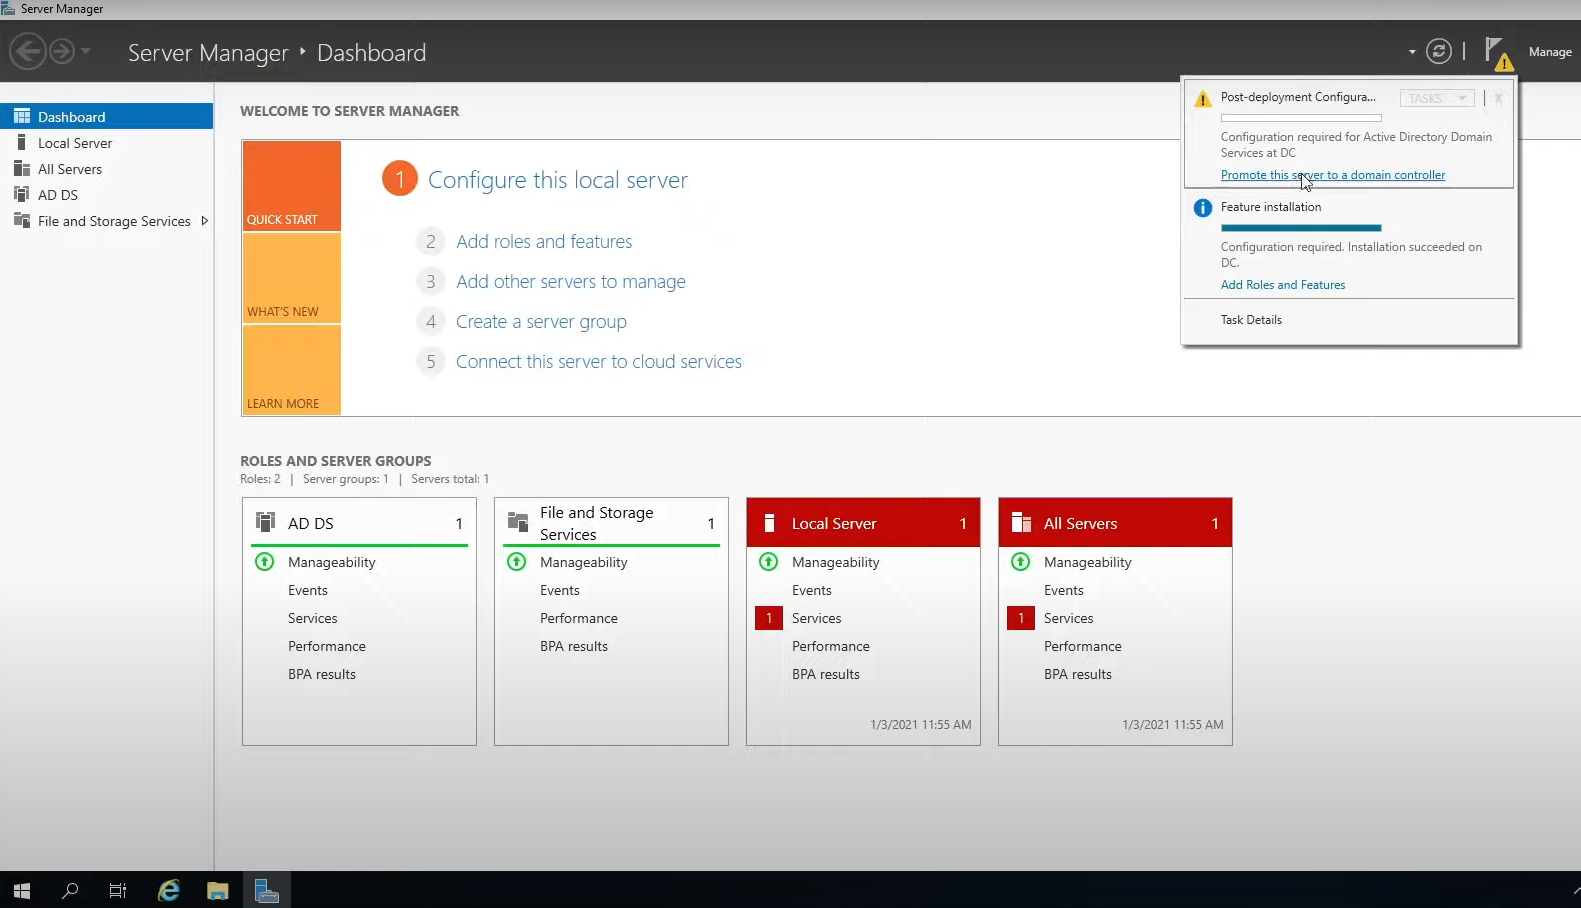 Server Manager
Server Manager • Dashboard
Manage
Dashboard
Local Server
All Servers
AD DS
File and Storage Services
WELCOME TO SERVER MANAGER
QUICK START
WHAT'S NEW
LEARN MORE
1 Configure this local server
2 Add roles and features
3 Add other servers to manage
4 Create a server group
5 Connect this server to cloud services
Post-deployment Configura...
TASKS
X
Configuration required for Active Directory Domain
Services at DC
Promote this server to a domain controller
Feature installation
Configuration required. Installation succeeded on
DC.
Add Roles and Features
Task Details
ROLES AND SERVER GROUPS
Roles: 2 | Server groups: 1 | Servers total: 1
AD DS 1
Manageability
Events
Services
Performance
BPA results
File and Storage
Services
1
Manageability
Events
Performance
BPA results
Local Server 1
Manageability
Events
1 Services
Performance
BPA results
1/3/2021 11:55 AM
All Servers 1
Manageability
Events
1 Services
Performance
BPA results
1/3/2021 11:55 AM